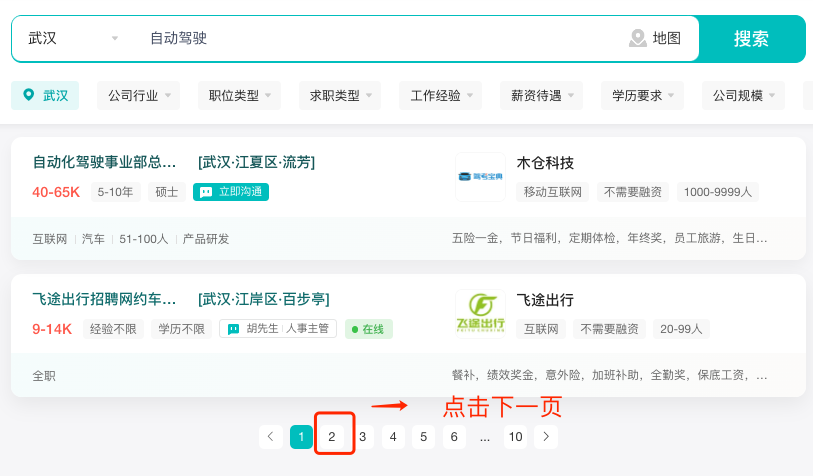 武汉 自动驾驶 地图 搜索
武汉 公司行业 职位类型 求职类型 工作经验 薪资待遇 学历要求 公司规模
自动化驾驶事业部总... [武汉·江夏区·流芳] 木仓科技
40-65K 5-10年 硕士 立即沟通 驾考宝典 移动互联网 不需要融资 1000-9999人
互联网 汽车 51-100人 产品研发 五险一金，节日福利，定期体检，年终奖，员工旅游，生日...
飞途出行招聘网约车... [武汉·江岸区·百步亭] 飞途出行
9-14K 经验不限 学历不限 胡先生 人事主管 在线 飞途出行 互联网 不需要融资 20-99人
全职 餐补，绩效奖金，意外险，加班补助，全勤奖，保底工资，...
点击下一页
< 1 2 3 4 5 6 ... 10 >